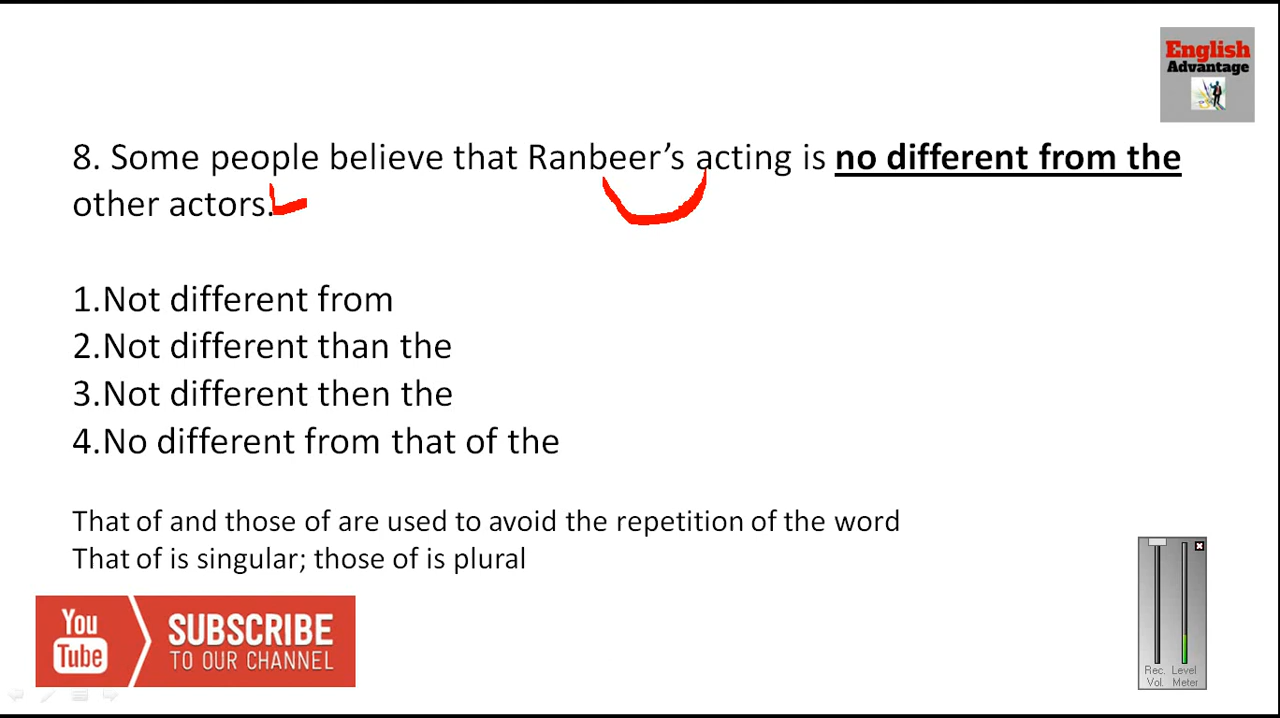 English
Advantage
8. Some people believe that Ranbeer’s acting is no different from the
other actors.
1.Not different from
2.Not different than the
3.Not different then the
4.No different from that of the
That of and those of are used to avoid the repetition of the word
That of is singular; those of is plural
You
Tube
SUBSCRIBE
TO OUR CHANNEL
Rec. Level
Vol. Meter